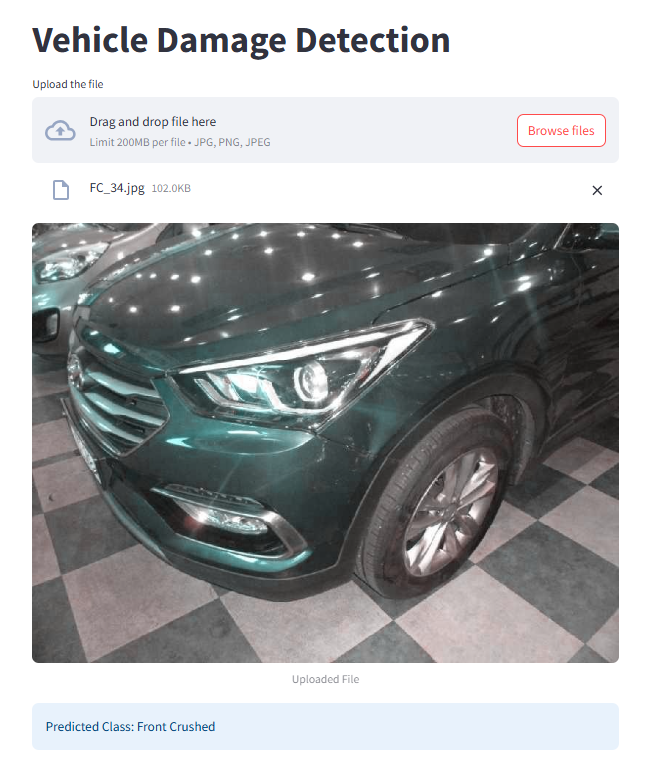 Vehicle Damage Detection
Upload the file
Drag and drop file here
Limit 200MB per file • JPG, PNG, JPEG
Browse files
FC_34.jpg 102.0KB
Uploaded File
Predicted Class: Front Crushed